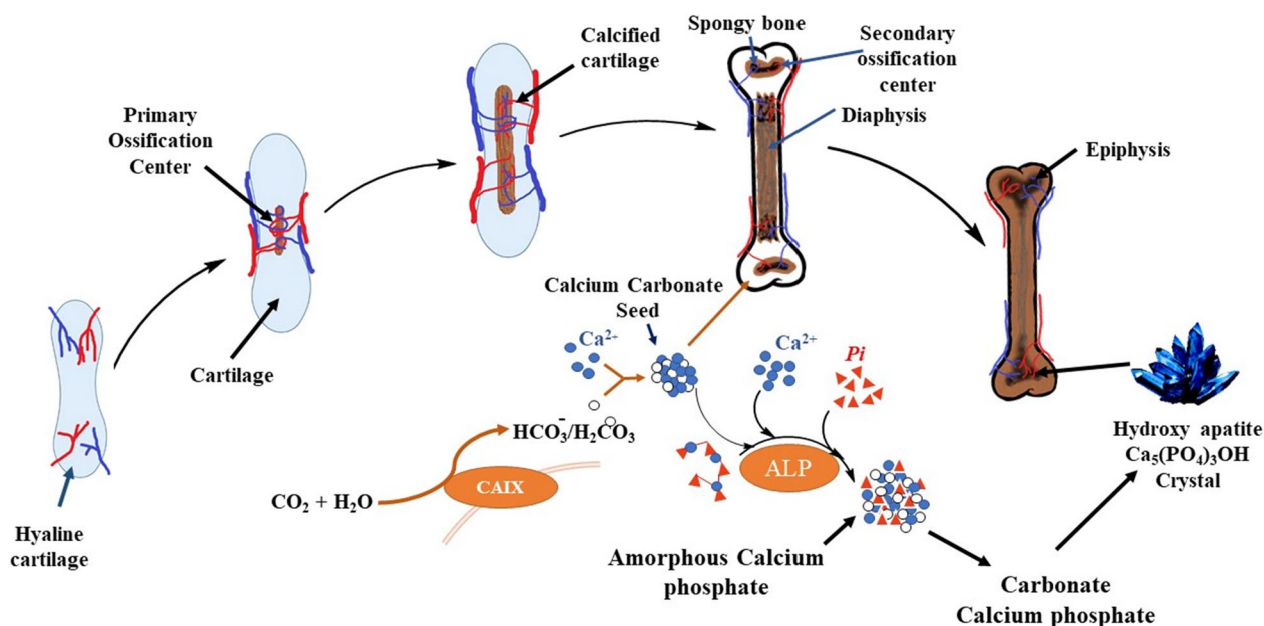 Spongy bone
Secondary
ossification
center
Calcified
cartilage
Diaphysis
Primary
Ossification
Center
Epiphysis
Calcium Carbonate
Seed
Ca²⁺
Ca²⁺
Pi
Cartilage
HCO₃⁻/H₂CO₃
Hydroxy apatite
Ca₅(PO₄)₃OH
Crystal
ALP
CAIX
CO₂ + H₂O
Hyaline
cartilage
Amorphous Calcium
phosphate
Carbonate
Calcium phosphate